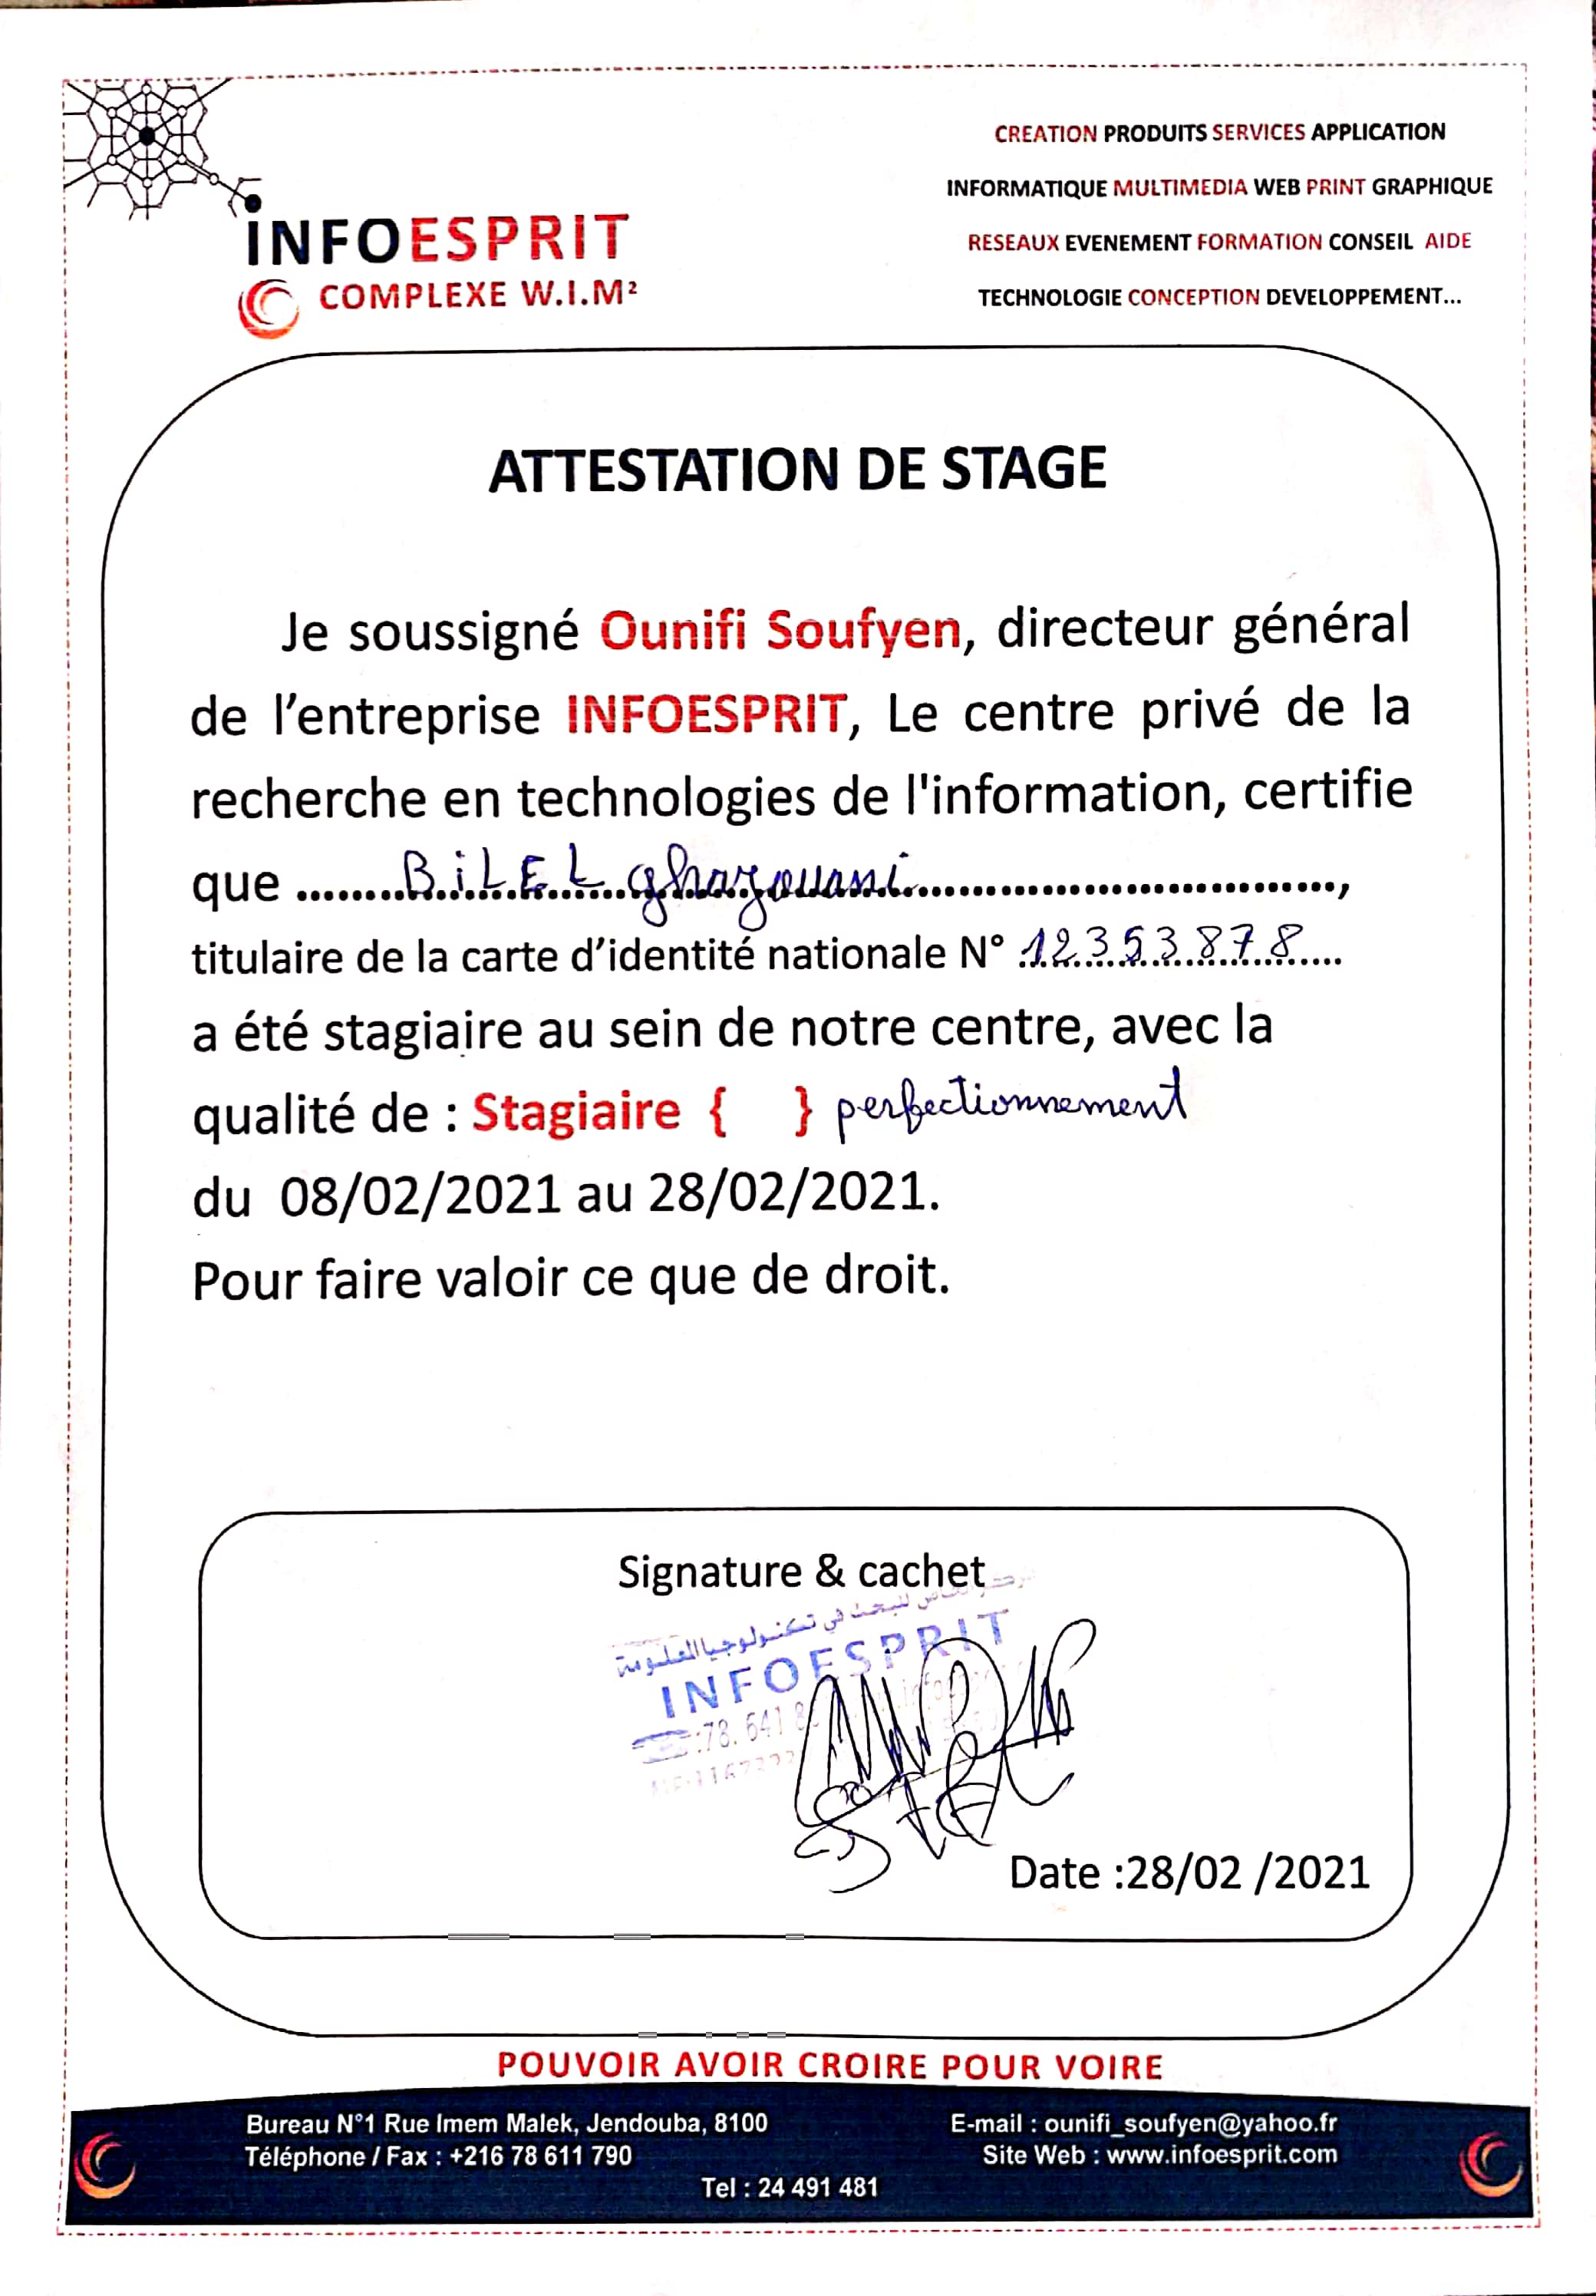 INFOESPRIT
COMPLEXE W.I.M²
CREATION PRODUITS SERVICES APPLICATION
INFORMATIQUE MULTIMEDIA WEB PRINT GRAPHIQUE
RESEAUX EVENEMENT FORMATION CONSEIL AIDE
TECHNOLOGIE CONCEPTION DEVELOPPEMENT...
ATTESTATION DE STAGE
Je soussigné Ounifi Soufyen, directeur général
de l'entreprise INFOESPRIT, Le centre privé de la
recherche en technologies de l'information, certifie
que ........BiLEL ghazouani.............................,
titulaire de la carte d'identité nationale N° 12353878....
a été stagiaire au sein de notre centre, avec la
qualité de : Stagiaire { } perfectionnement
du 08/02/2021 au 28/02/2021.
Pour faire valoir ce que de droit.
Signature & cachet
للبحث في تكنولوجيا المعلومة
INFOESPRIT
78. 641
Date :28/02 /2021
POUVOIR AVOIR CROIRE POUR VOIRE
Bureau N°1 Rue Imem Malek, Jendouba, 8100
Téléphone / Fax : +216 78 611 790
E-mail : ounifi_soufyen@yahoo.fr
Site Web : www.infoesprit.com
Tel : 24 491 481